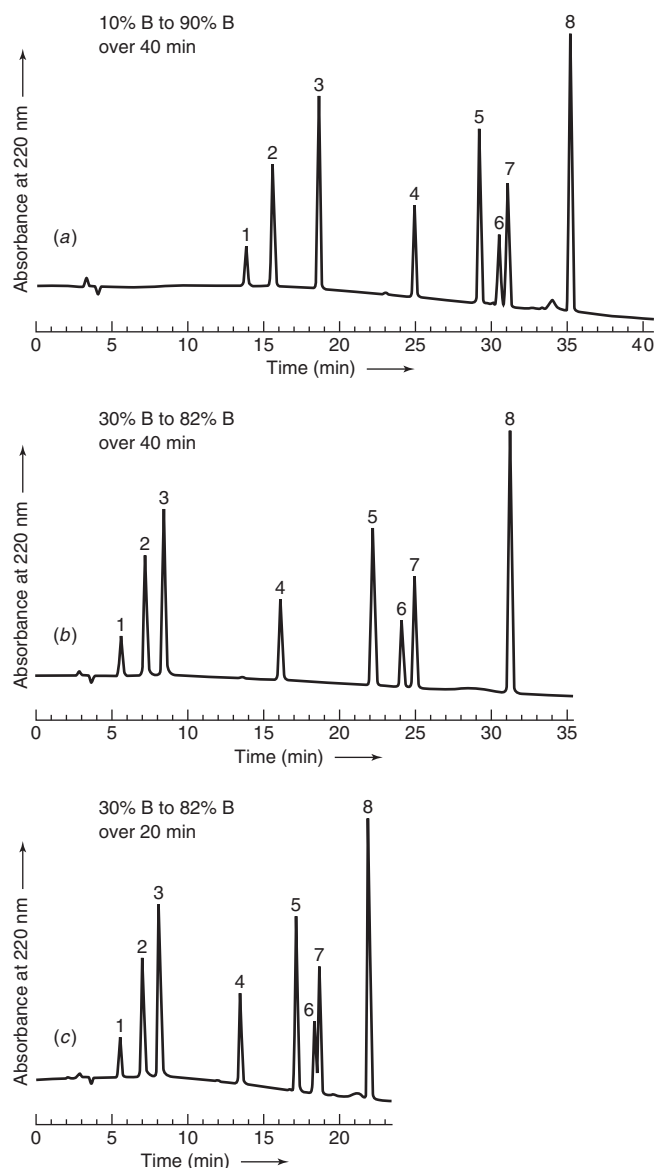 10% B to 90% B
over 40 min
Absorbance at 220 nm
(a)
1
2
3
4
5
6
7
8
0 5 10 15 20 25 30 35 40
Time (min)
30% B to 82% B
over 40 min
Absorbance at 220 nm
(b)
1
2
3
4
5
6
7
8
0 5 10 15 20 25 30 35
Time (min)
30% B to 82% B
over 20 min
Absorbance at 220 nm
(c)
1
2
3
4
5
6
7
8
0 5 10 15 20
Time (min)